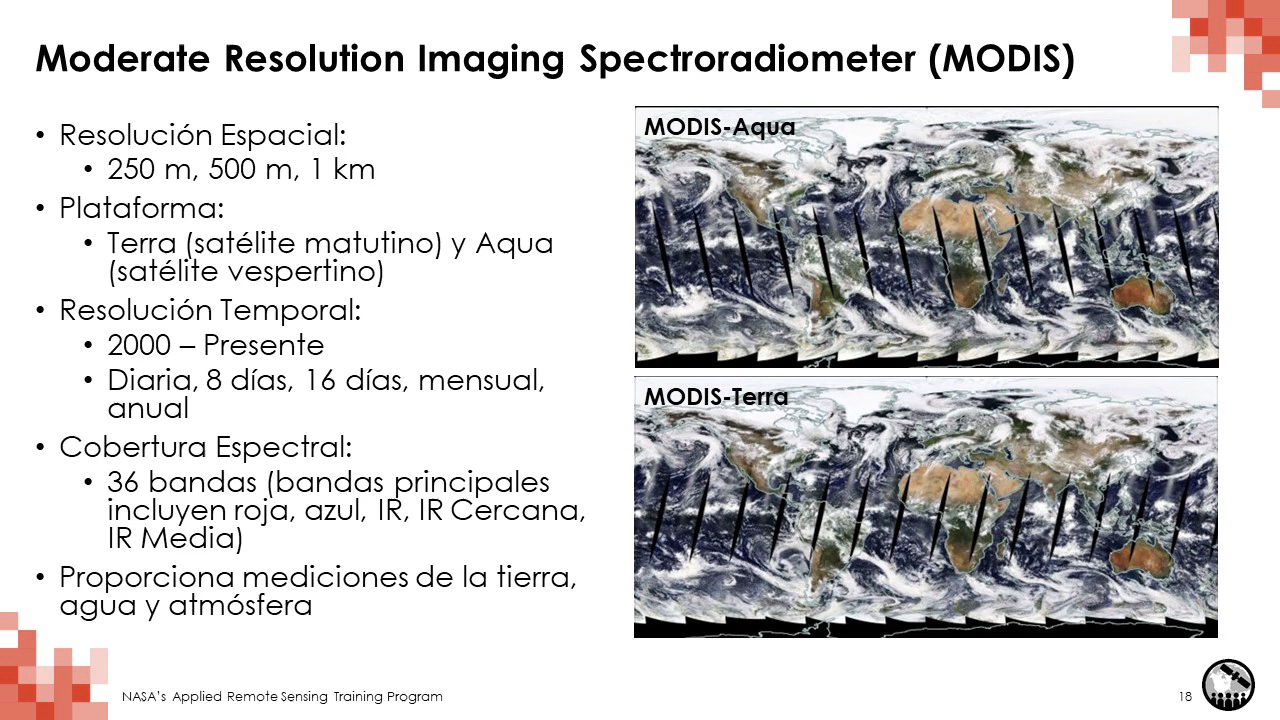 Moderate Resolution Imaging Spectroradiometer (MODIS)
• Resolución Espacial:
• 250 m, 500 m, 1 km
• Plataforma:
• Terra (satélite matutino) y Aqua
(satélite vespertino)
• Resolución Temporal:
• 2000 – Presente
• Diaria, 8 días, 16 días, mensual,
anual
• Cobertura Espectral:
• 36 bandas (bandas principales
incluyen roja, azul, IR, IR Cercana,
IR Media)
• Proporciona mediciones de la tierra,
agua y atmósfera
MODIS-Aqua
MODIS-Terra
NASA's Applied Remote Sensing Training Program
18